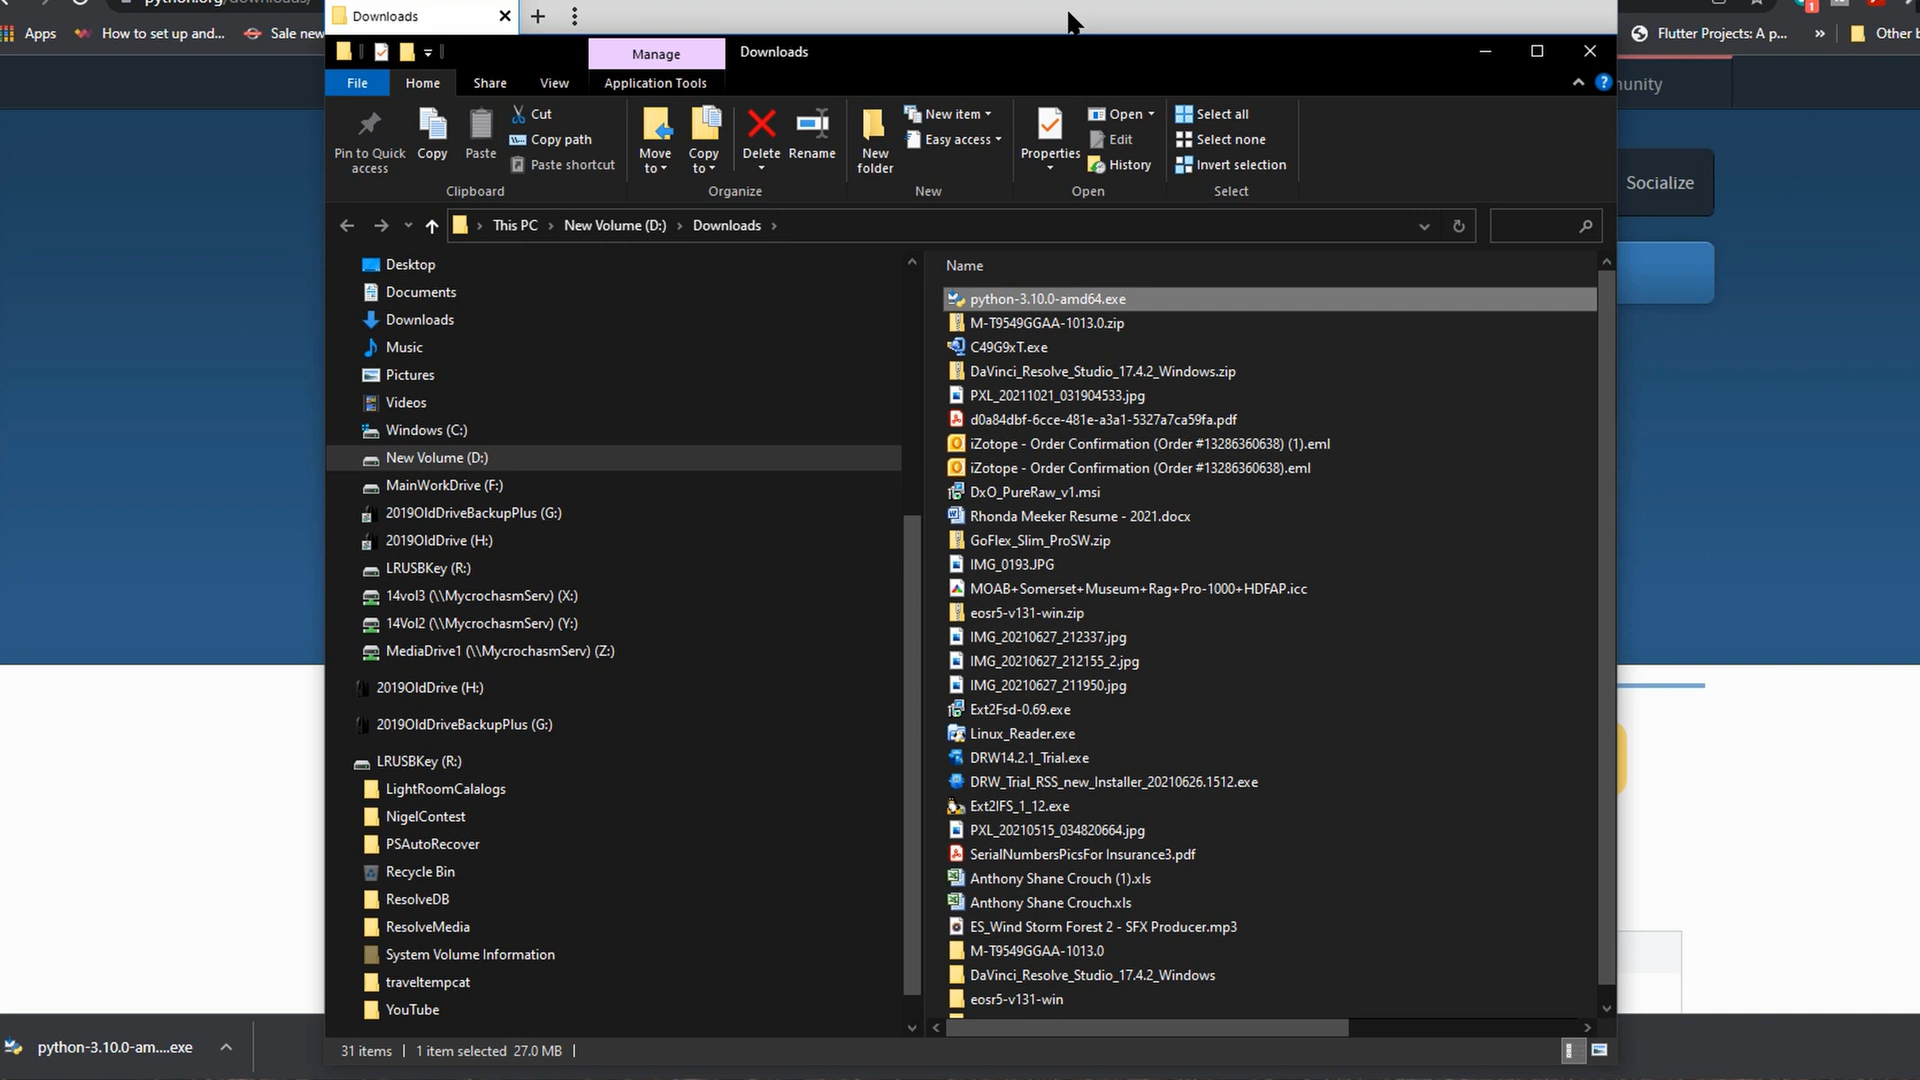 python.org/downloads/
Downloads
Apps
How to set up and...
Sale new
Flutter Projects: A p...
»
Other b
1
Manage
Downloads
File
Home
Share
View
Application Tools
unity
Pin to Quick access
Copy
Paste
Cut
Copy path
Paste shortcut
Clipboard
Move to
Copy to
Delete
Rename
Organize
New folder
New item
Easy access
New
Properties
Open
Edit
History
Open
Select all
Select none
Invert selection
Select
Socialize
This PC > New Volume (D:) > Downloads >
Desktop
Documents
Downloads
Music
Pictures
Videos
Windows (C:)
New Volume (D:)
MainWorkDrive (F:)
2019OldDriveBackupPlus (G:)
2019OldDrive (H:)
LRUSBKey (R:)
14vol3 (\\MycrochasmServ) (X:)
14Vol2 (\\MycrochasmServ) (Y:)
MediaDrive1 (\\MycrochasmServ) (Z:)
2019OldDrive (H:)
2019OldDriveBackupPlus (G:)
LRUSBKey (R:)
LightRoomCalalogs
NigelContest
PSAutoRecover
Recycle Bin
ResolveDB
ResolveMedia
System Volume Information
traveltempcat
YouTube
Name
python-3.10.0-amd64.exe
M-T9549GGAA-1013.0.zip
C49G9xT.exe
DaVinci_Resolve_Studio_17.4.2_Windows.zip
PXL_20211021_031904533.jpg
d0a84dbf-6cce-481e-a3a1-5327a7ca59fa.pdf
iZotope - Order Confirmation (Order #13286360638) (1).eml
iZotope - Order Confirmation (Order #13286360638).eml
DxO_PureRaw_v1.msi
Rhonda Meeker Resume - 2021.docx
GoFlex_Slim_ProSW.zip
IMG_0193.JPG
MOAB+Somerset+Museum+Rag+Pro-1000+HDFAP.icc
eosr5-v131-win.zip
IMG_20210627_212337.jpg
IMG_20210627_212155_2.jpg
IMG_20210627_211950.jpg
Ext2Fsd-0.69.exe
Linux_Reader.exe
DRW14.2.1_Trial.exe
DRW_Trial_RSS_new_Installer_20210626.1512.exe
Ext2IFS_1_12.exe
PXL_20210515_034820664.jpg
SerialNumbersPicsFor Insurance3.pdf
Anthony Shane Crouch (1).xls
Anthony Shane Crouch.xls
ES_Wind Storm Forest 2 - SFX Producer.mp3
M-T9549GGAA-1013.0
DaVinci_Resolve_Studio_17.4.2_Windows
eosr5-v131-win
31 items
1 item selected 27.0 MB
python-3.10.0-am....exe